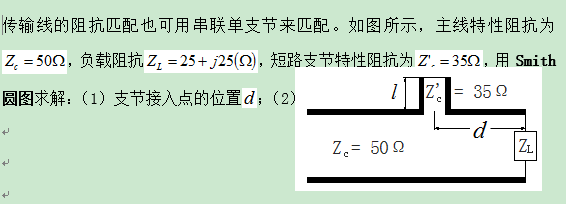 传输线的阻抗匹配也可用串联单支节来匹配。如图所示，主线特性阻抗为
Zc = 50Ω，负载阻抗ZL = 25 + j25(Ω)，短路支节特性阻抗为Z'c = 35Ω，用 Smith
圆图求解：（1）支节接入点的位置d；（2）
l Z'c = 35 Ω
d
Zc = 50 Ω ZL